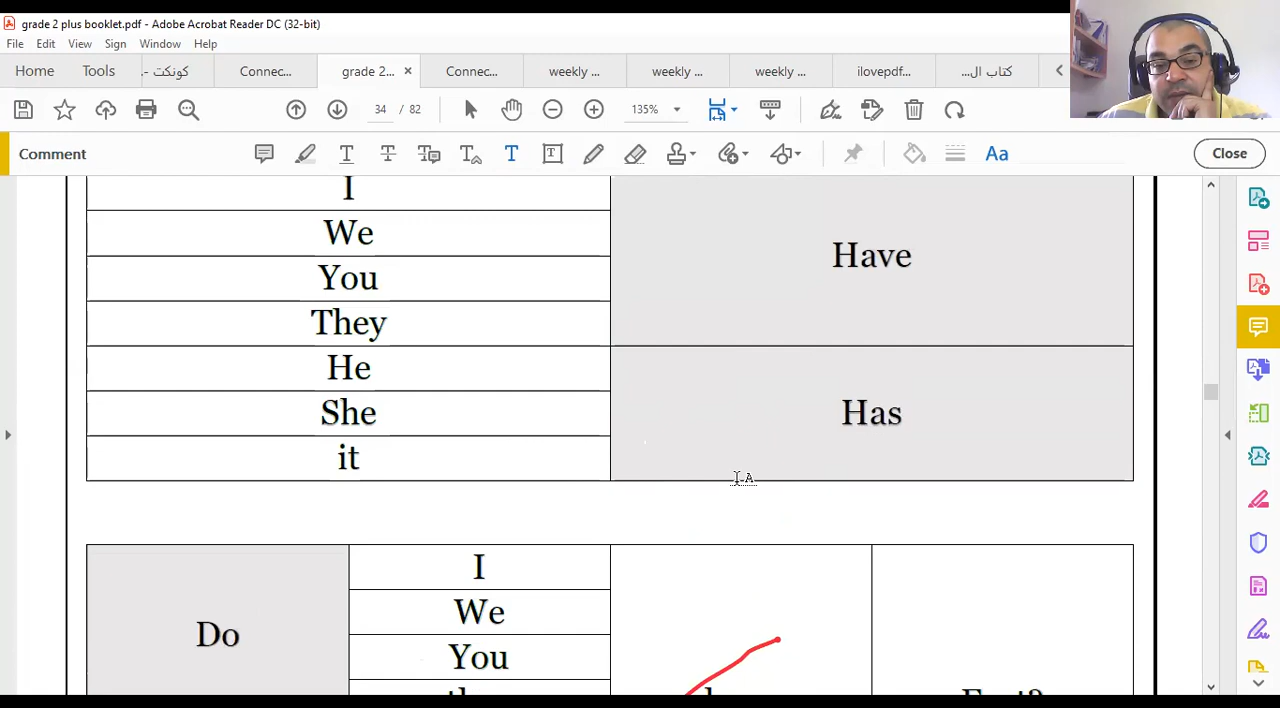 grade 2 plus booklet.pdf - Adobe Acrobat Reader DC (32-bit)
File Edit View Sign Window Help
Home Tools كونكت -. Connec... grade 2... × Connec... weekly ... weekly ... weekly ... ilovepdf... كتاب ال...
34 / 82 135%
Comment Aa Close
I
We
Have
You
They
He
She
Has
it
I
We
Do
You